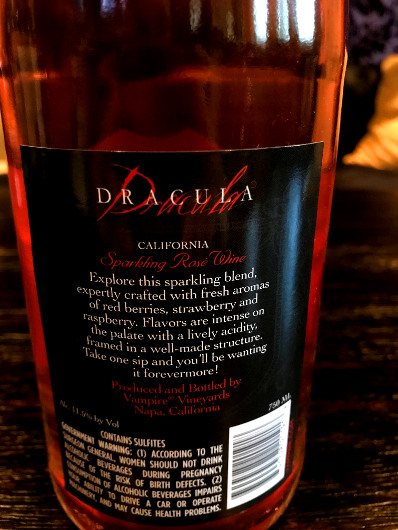 DRACULA
Dracula
CALIFORNIA
Sparkling Rosé Wine
Explore this sparkling blend,
expertly crafted with fresh aromas
of red berries, strawberry and
raspberry. Flavors are intense on
the palate with a lively acidity,
framed in a well-made structure.
Take one sip and you'll be wanting
it forevermore!
Produced and Bottled by
Vampire™ Vineyards
Napa, California
Alc by Vol
750 ML
CONTAINS SULFITES
GOVERNMENT WARNING: (1) ACCORDING TO THE
SURGEON GENERAL, WOMEN SHOULD NOT DRINK
ALCOHOLIC BEVERAGES DURING PREGNANCY
BECAUSE OF THE RISK OF BIRTH DEFECTS. (2)
CONSUMPTION OF ALCOHOLIC BEVERAGES IMPAIRS
YOUR ABILITY TO DRIVE A CAR OR OPERATE
MACHINERY, AND MAY CAUSE HEALTH PROBLEMS.